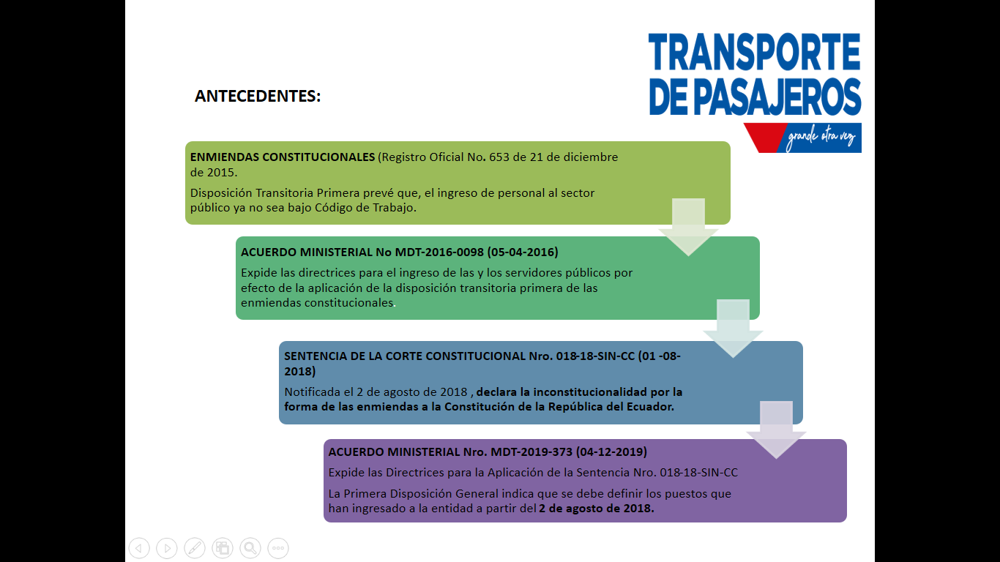 TRANSPORTE
DE PASAJEROS
grande otra vez
ANTECEDENTES:
ENMIENDAS CONSTITUCIONALES (Registro Oficial No. 653 de 21 de diciembre
de 2015.
Disposición Transitoria Primera prevé que, el ingreso de personal al sector
público ya no sea bajo Código de Trabajo.
ACUERDO MINISTERIAL No MDT-2016-0098 (05-04-2016)
Expide las directrices para el ingreso de las y los servidores públicos por
efecto de la aplicación de la disposición transitoria primera de las
enmiendas constitucionales.
SENTENCIA DE LA CORTE CONSTITUCIONAL Nro. 018-18-SIN-CC (01 -08-
2018)
Notificada el 2 de agosto de 2018 , declara la inconstitucionalidad por la
forma de las enmiendas a la Constitución de la República del Ecuador.
ACUERDO MINISTERIAL Nro. MDT-2019-373 (04-12-2019)
Expide las Directrices para la Aplicación de la Sentencia Nro. 018-18-SIN-CC
La Primera Disposición General indica que se debe definir los puestos que
han ingresado a la entidad a partir del 2 de agosto de 2018.